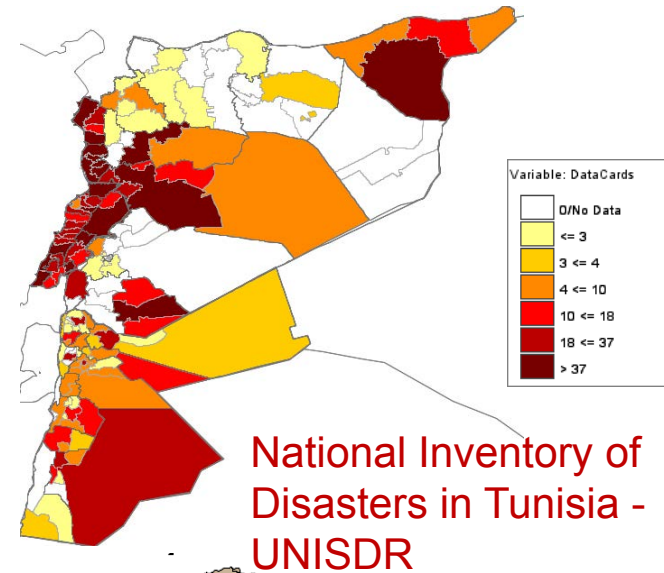 Variable: DataCards
0/No Data
<= 3
3 <= 4
4 <= 10
10 <= 18
18 <= 37
> 37
National Inventory of
Disasters in Tunisia -
UNISDR